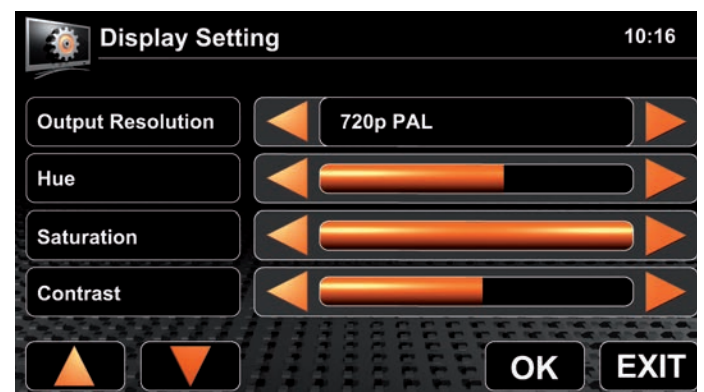 Display Setting
10:16
Output Resolution
720p PAL
Hue
Saturation
Contrast
OK
EXIT